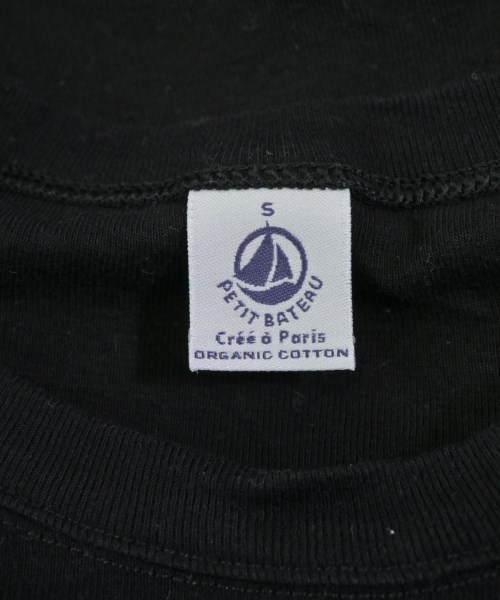 S
PETIT BATEAU
Créé à Paris
ORGANIC COTTON